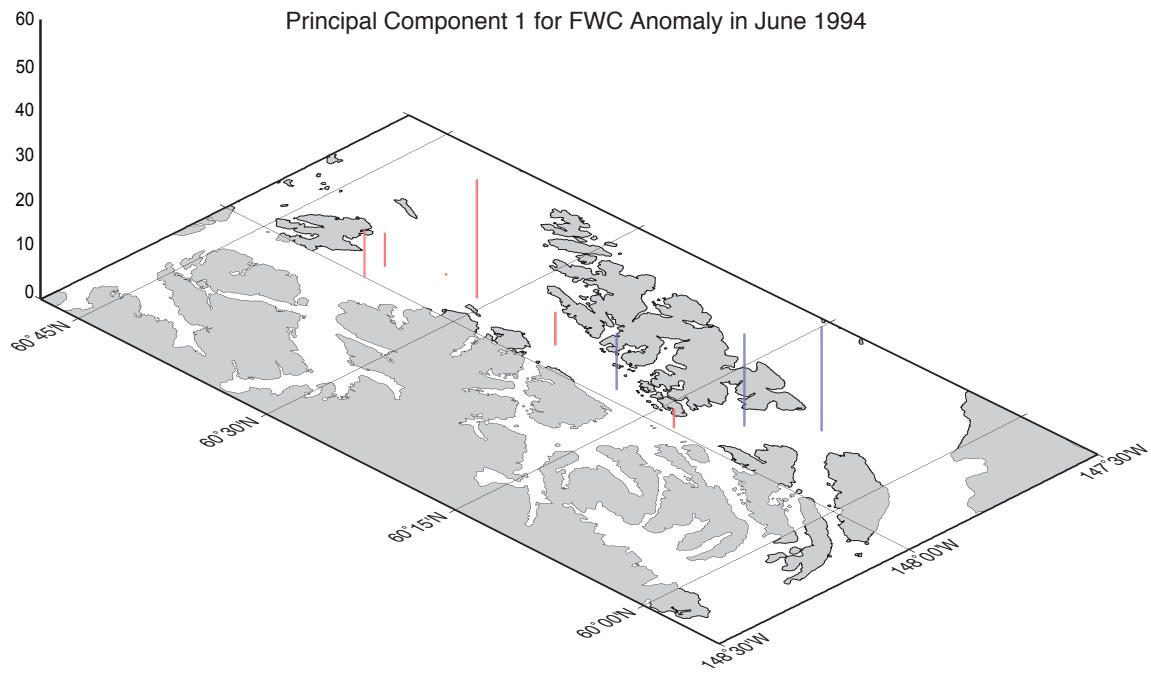 Principal Component 1 for FWC Anomaly in June 1994
60
50
40
30
20
10
0
60°45'N
60°30'N
60°15'N
60°00'N
148°30'W
148°00'W
147°30'W